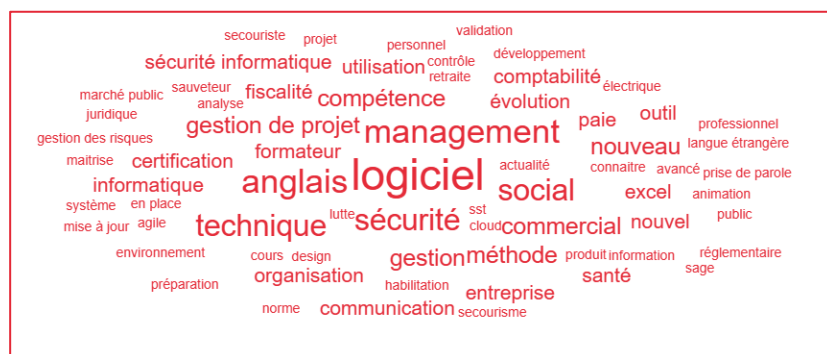 validation
secouriste projet
personnel développement
sécurité informatique utilisation contrôle
retraite comptabilité
électrique
marché public sauveteur fiscalité compétence évolution
analyse
juridique gestion de projet management paie outil professionnel
gestion des risques formateur nouveau langue étrangère
maitrise certification logiciel actualité connaitre avancé prise de parole
informatique anglais social excel animation
système en place
mise à jour agile technique lutte sécurité sst
cloud commercial nouvel public
environnement cours design gestion méthode produit information réglementaire
préparation organisation habilitation santé sage
entreprise
norme communication secourisme